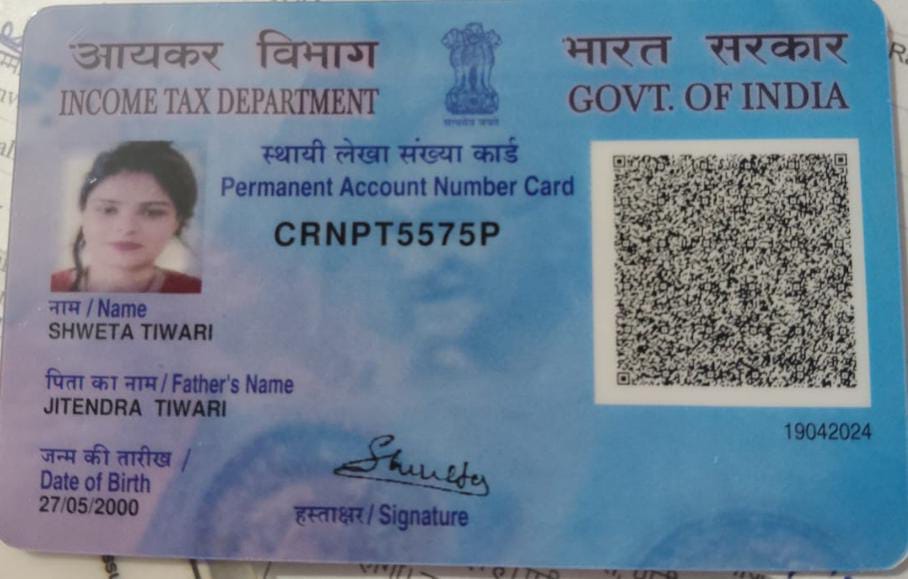 आयकर विभाग
INCOME TAX DEPARTMENT
सत्यमेव जयते
भारत सरकार
GOVT. OF INDIA
स्थायी लेखा संख्या कार्ड
Permanent Account Number Card
CRNPT5575P
नाम / Name
SHWETA TIWARI
पिता का नाम / Father's Name
JITENDRA TIWARI
जन्म की तारीख /
Date of Birth
27/05/2000
Shweta
हस्ताक्षर / Signature
19042024